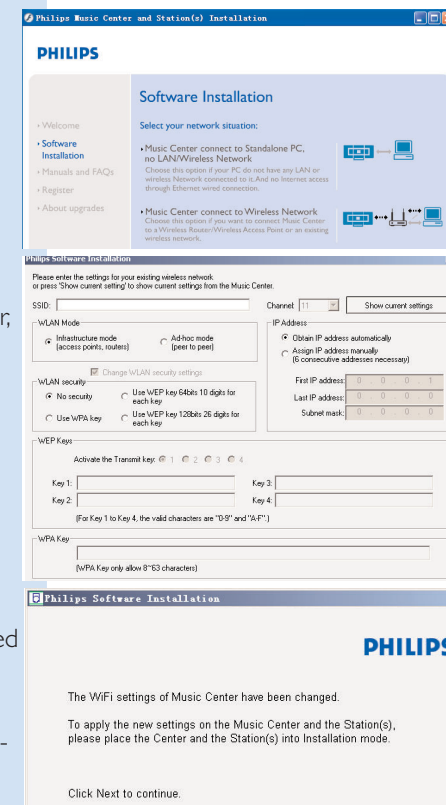 Philips Music Center and Station(s) Installation
PHILIPS
Software Installation
Welcome
Software
Installation
Manuals and FAQs
Register
About upgrades
Select your network situation:
Music Center connect to Standalone PC,
no LAN/Wireless Network
Choose this option if your PC do not have any LAN or
wireless Network connected to it. And no Internet access
through Ethernet wired connection.
Music Center connect to Wireless Network
Choose this option if you want to connect Music Center
to a Wireless Router/Wireless Access Point or an existing
wireless network.
Philips Software Installation
Please enter the settings for your existing wireless network
or press 'Show current setting' to show current settings from the Music Center.
SSID: Channel 11 Show current settings
WLAN Mode
Infrastructure mode
(access points, routers)
Ad-hoc mode
(peer to peer)
Change WLAN security settings
WLAN security
No security
Use WEP key 64bits 10 digits for
each key
Use WPA key
Use WEP key 128bits 26 digits for
each key
IP Address
Obtain IP address automatically
Assign IP address manually
(6 consecutive addresses necessary)
First IP address: 0 . 0 . 0 . 1
Last IP address: 0 . 0 . 0 . 0
Subnet mask: 0 . 0 . 0 . 0
WEP Keys
Activate the Transmit key: 1 2 3 4
Key 1: Key 3:
Key 2: Key 4:
(For Key 1 to Key 4, the valid characters are "0-9" and "A-F".)
WPA Key
(WPA Key only allow 8~63 characters)
r,
ed
-
Philips Software Installation
PHILIPS
The WiFi settings of Music Center have been changed.
To apply the new settings on the Music Center and the Station(s),
please place the Center and the Station(s) into Installation mode.
Click Next to continue.